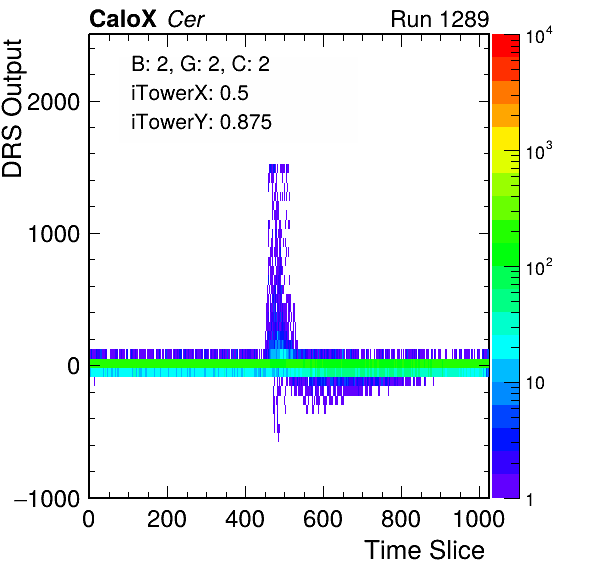 CaloX Cer Run 1289
B: 2, G: 2, C: 2
iTowerX: 0.5
iTowerY: 0.875
DRS Output
2000
1000
0
−1000
0 200 400 600 800 1000
Time Slice
10⁴
10³
10²
10
1